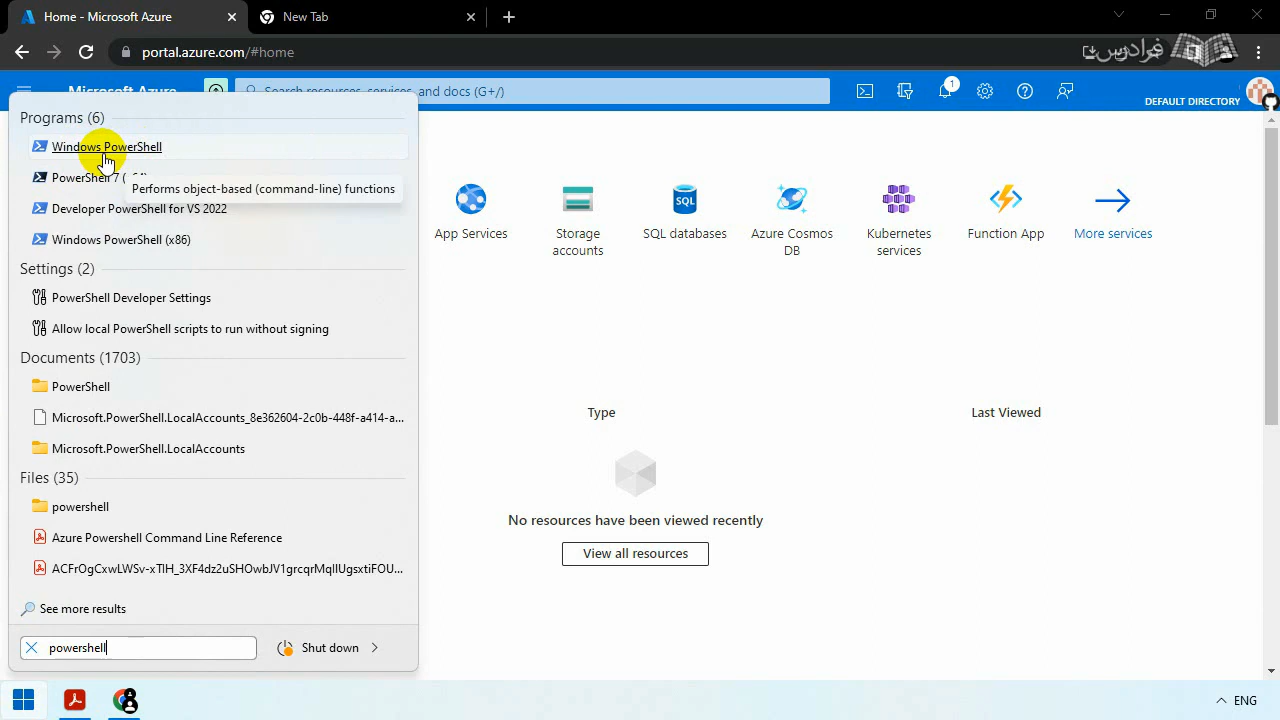 Home - Microsoft Azure
New Tab
portal.azure.com/#home
فرادرس
Microsoft Azure
Search resources, services, and docs (G+/)
1
DEFAULT DIRECTORY
Programs (6)
Windows PowerShell
PowerShell 7 (
Performs object-based (command-line) functions
Developer PowerShell for VS 2022
Windows PowerShell (x86)
Settings (2)
PowerShell Developer Settings
Allow local PowerShell scripts to run without signing
Documents (1703)
PowerShell
Microsoft.PowerShell.LocalAccounts_8e362604-2c0b-448f-a414-a...
Microsoft.PowerShell.LocalAccounts
Files (35)
powershell
Azure Powershell Command Line Reference
See more results
powershell
Shut down
App Services
Storage accounts
SQL
SQL databases
Azure Cosmos DB
Kubernetes services
Function App
More services
Type
Last Viewed
No resources have been viewed recently
View all resources
ENG